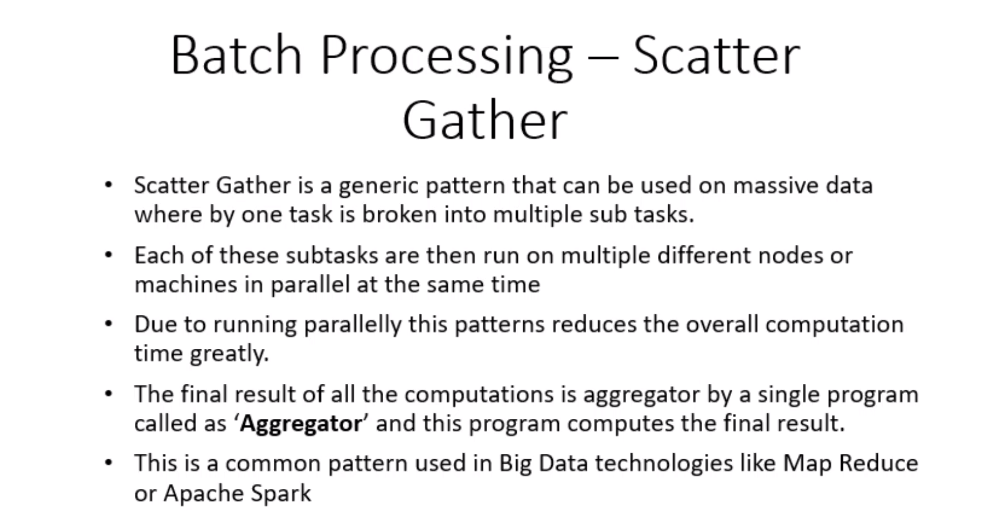 Batch Processing – Scatter
Gather
• Scatter Gather is a generic pattern that can be used on massive data
where by one task is broken into multiple sub tasks.
• Each of these subtasks are then run on multiple different nodes or
machines in parallel at the same time
• Due to running parallelly this patterns reduces the overall computation
time greatly.
• The final result of all the computations is aggregator by a single program
called as ‘Aggregator’ and this program computes the final result.
• This is a common pattern used in Big Data technologies like Map Reduce
or Apache Spark